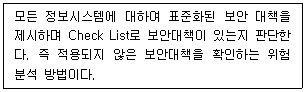 모든 정보시스템에 대하여 표준화된 보안 대책을
제시하며 Check List로 보안대책이 있는지 판단한
다. 즉 적용되지 않은 보안대책을 확인하는 위험
분석 방법이다.